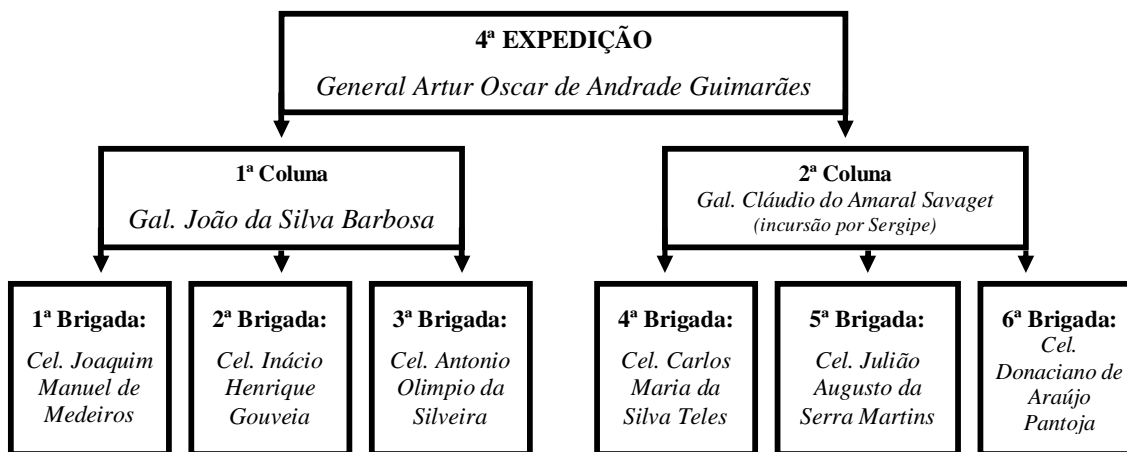 4ª EXPEDIÇÃO
General Artur Oscar de Andrade Guimarães
1ª Coluna
Gal. João da Silva Barbosa
2ª Coluna
Gal. Cláudio do Amaral Savaget
(incursão por Sergipe)
1ª Brigada:
Cel. Joaquim
Manuel de
Medeiros
2ª Brigada:
Cel. Inácio
Henrique
Gouveia
3ª Brigada:
Cel. Antonio
Olimpio da
Silveira
4ª Brigada:
Cel. Carlos
Maria da
Silva Teles
5ª Brigada:
Cel. Julião
Augusto da
Serra Martins
6ª Brigada:
Cel.
Donaciano de
Araújo
Pantoja